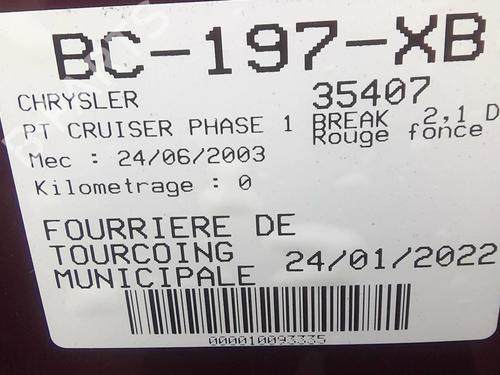 BC-197-XB
CHRYSLER 35407
PT CRUISER PHASE 1 BREAK 2,1 D
Rouge fonce
Mec : 24/06/2003
Kilometrage : 0
FOURRIERE DE
TOURCOING
MUNICIPALE 24/01/2022
000010093335